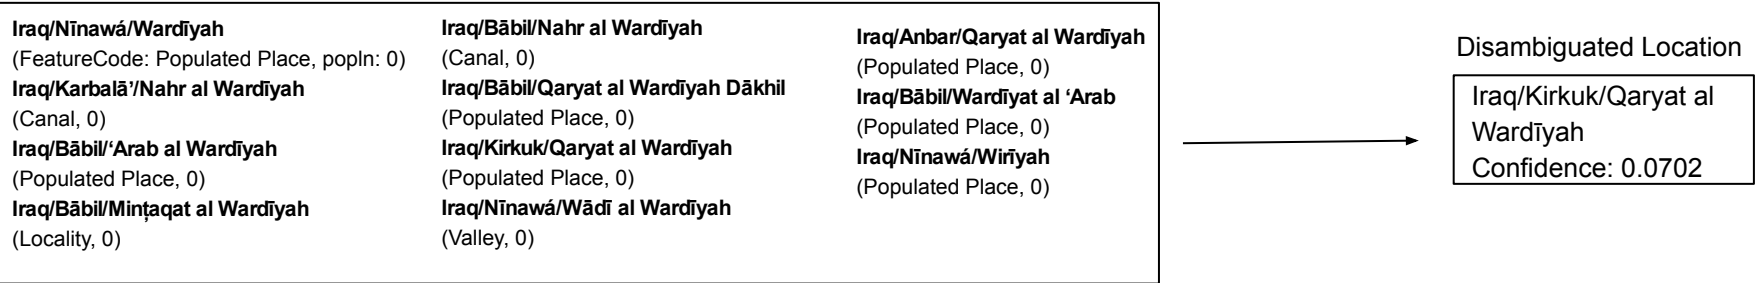 Iraq/Nīnawá/Wardīyah
(FeatureCode: Populated Place, popln: 0)
Iraq/Karbalā’/Nahr al Wardīyah
(Canal, 0)
Iraq/Bābil/‘Arab al Wardīyah
(Populated Place, 0)
Iraq/Bābil/Minţaqat al Wardīyah
(Locality, 0)
Iraq/Bābil/Nahr al Wardīyah
(Canal, 0)
Iraq/Bābil/Qaryat al Wardīyah Dākhil
(Populated Place, 0)
Iraq/Kirkuk/Qaryat al Wardīyah
(Populated Place, 0)
Iraq/Nīnawá/Wādī al Wardīyah
(Valley, 0)
Iraq/Anbar/Qaryat al Wardīyah
(Populated Place, 0)
Iraq/Bābil/Wardīyat al ‘Arab
(Populated Place, 0)
Iraq/Nīnawá/Wirīyah
(Populated Place, 0)
Disambiguated Location
Iraq/Kirkuk/Qaryat al
Wardīyah
Confidence: 0.0702